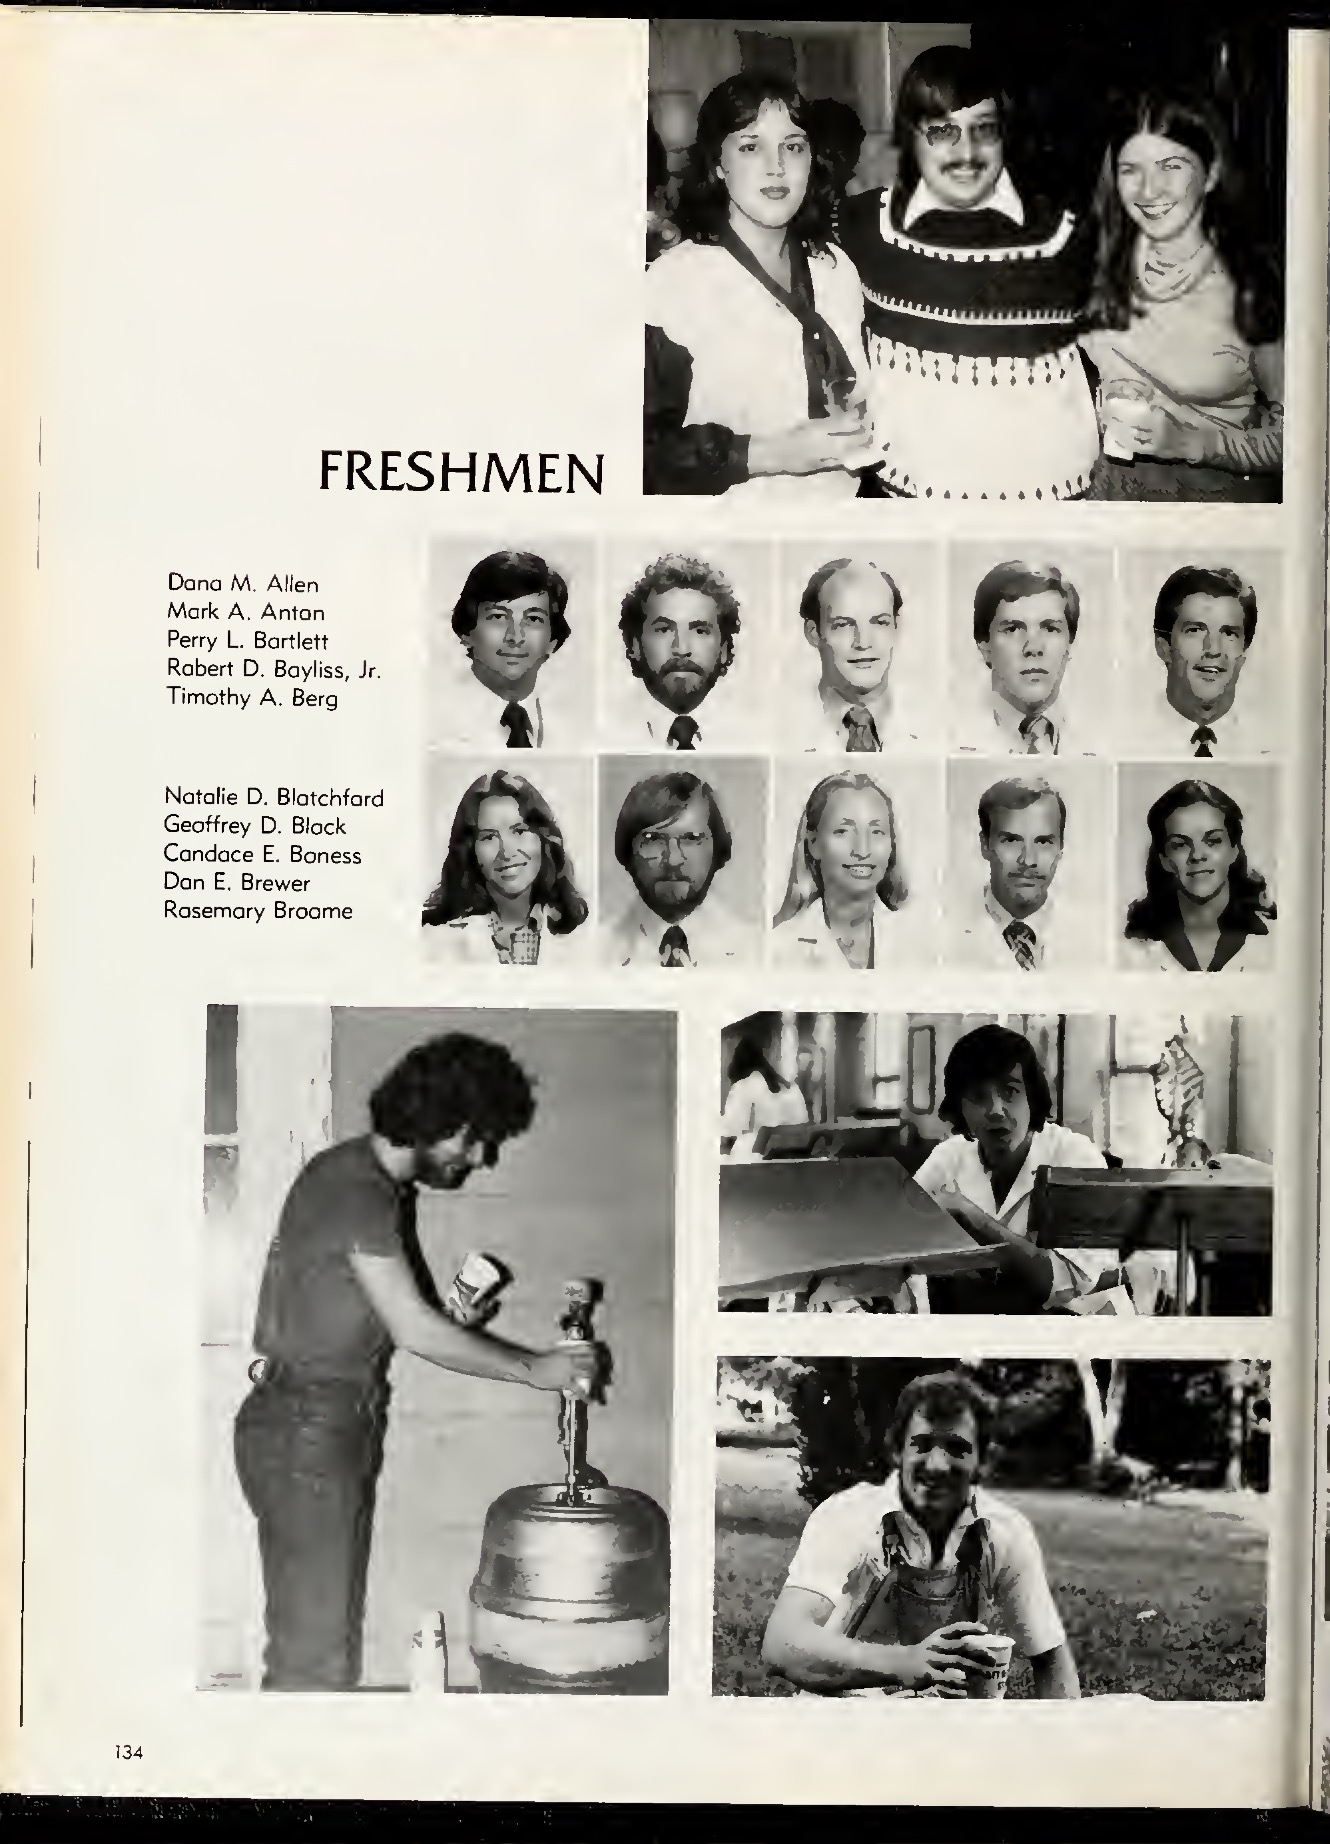 FRESHMEN
Dana M. Allen
Mark A. Anton
Perry L. Bartlett
Robert D. Bayliss, Jr.
Timothy A. Berg
Natalie D. Blatchford
Geoffrey D. Block
Candace E. Boness
Dan E. Brewer
Rosemary Broome
134